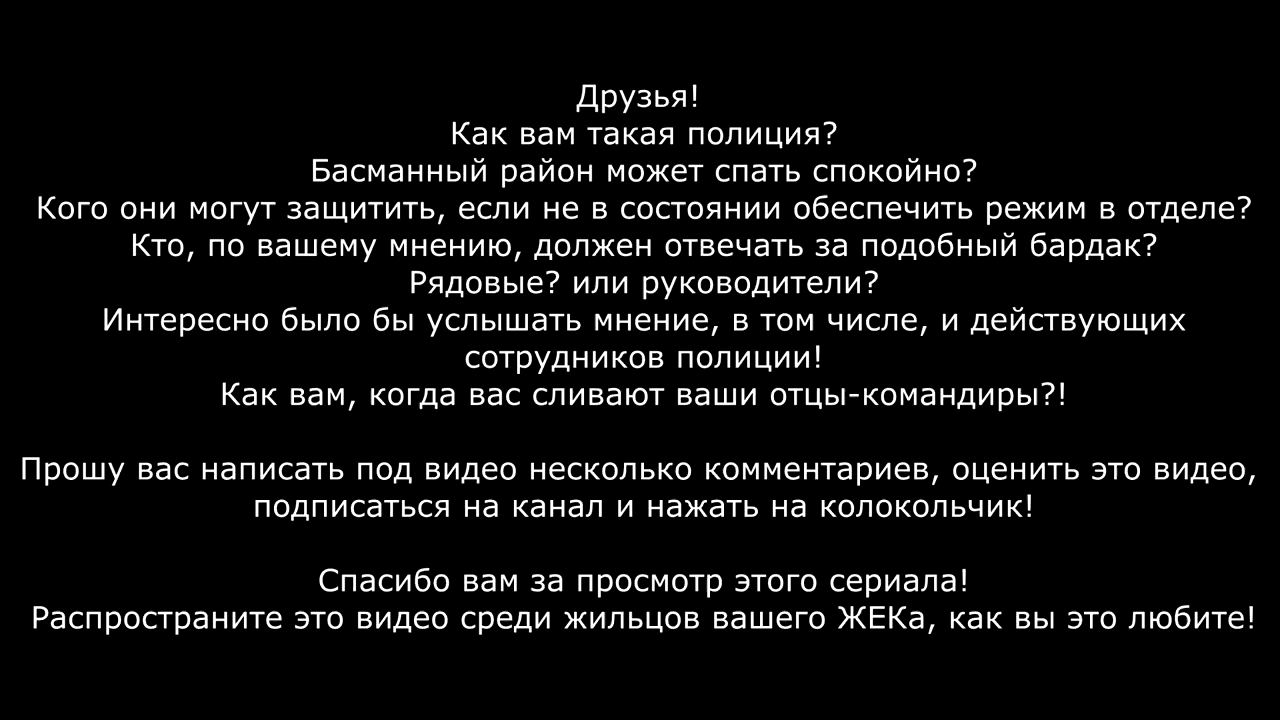 Друзья!
Как вам такая полиция?
Басманный район может спать спокойно?
Кого они могут защитить, если не в состоянии обеспечить режим в отделе?
Кто, по вашему мнению, должен отвечать за подобный бардак?
Рядовые? или руководители?
Интересно было бы услышать мнение, в том числе, и действующих
сотрудников полиции!
Как вам, когда вас сливают ваши отцы-командиры?!
Прошу вас написать под видео несколько комментариев, оценить это видео,
подписаться на канал и нажать на колокольчик!
Спасибо вам за просмотр этого сериала!
Распространите это видео среди жильцов вашего ЖЕКа, как вы это любите!